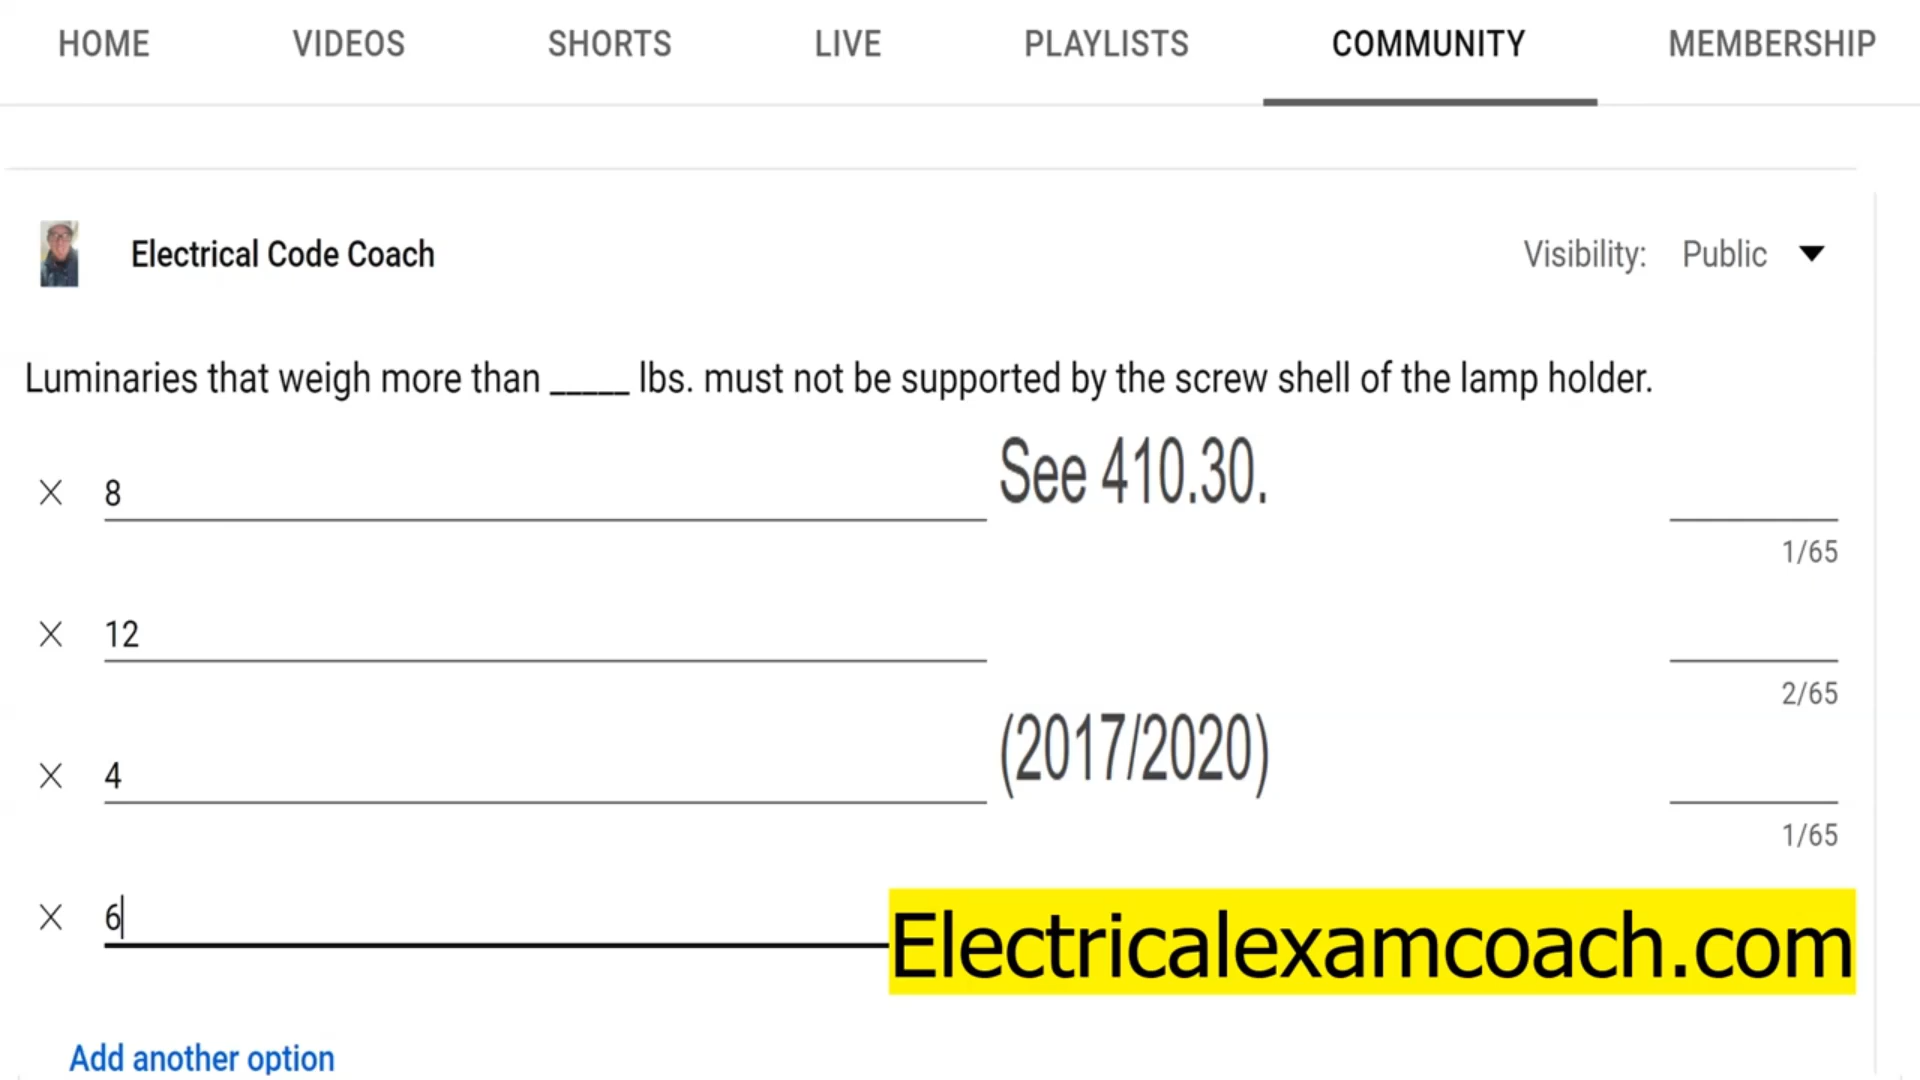 HOME VIDEOS SHORTS LIVE PLAYLISTS COMMUNITY MEMBERSHIP
Electrical Code Coach Visibility: Public
Luminaries that weigh more than _____ lbs. must not be supported by the screw shell of the lamp holder.
8 See 410.30.
1/65
12
2/65
4 (2017/2020)
1/65
6
Electricalexamcoach.com
Add another option